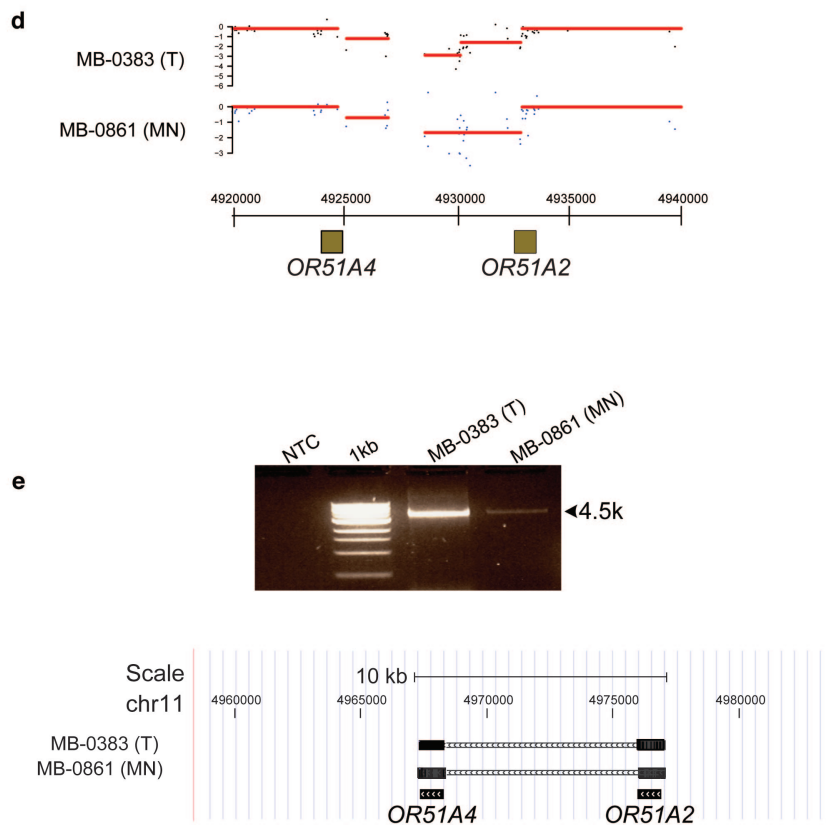 d
0
-1
-2
-3
-4
-5
-6
MB-0383 (T)
0
-1
-2
-3
MB-0861 (MN)
4920000 4925000 4930000 4935000 4940000
OR51A4 OR51A2
e
NTC 1kb MB-0383 (T) MB-0861 (MN)
4.5k
Scale 10 kb
chr11 4960000 4965000 4970000 4975000 4980000
MB-0383 (T)
MB-0861 (MN)
OR51A4 OR51A2